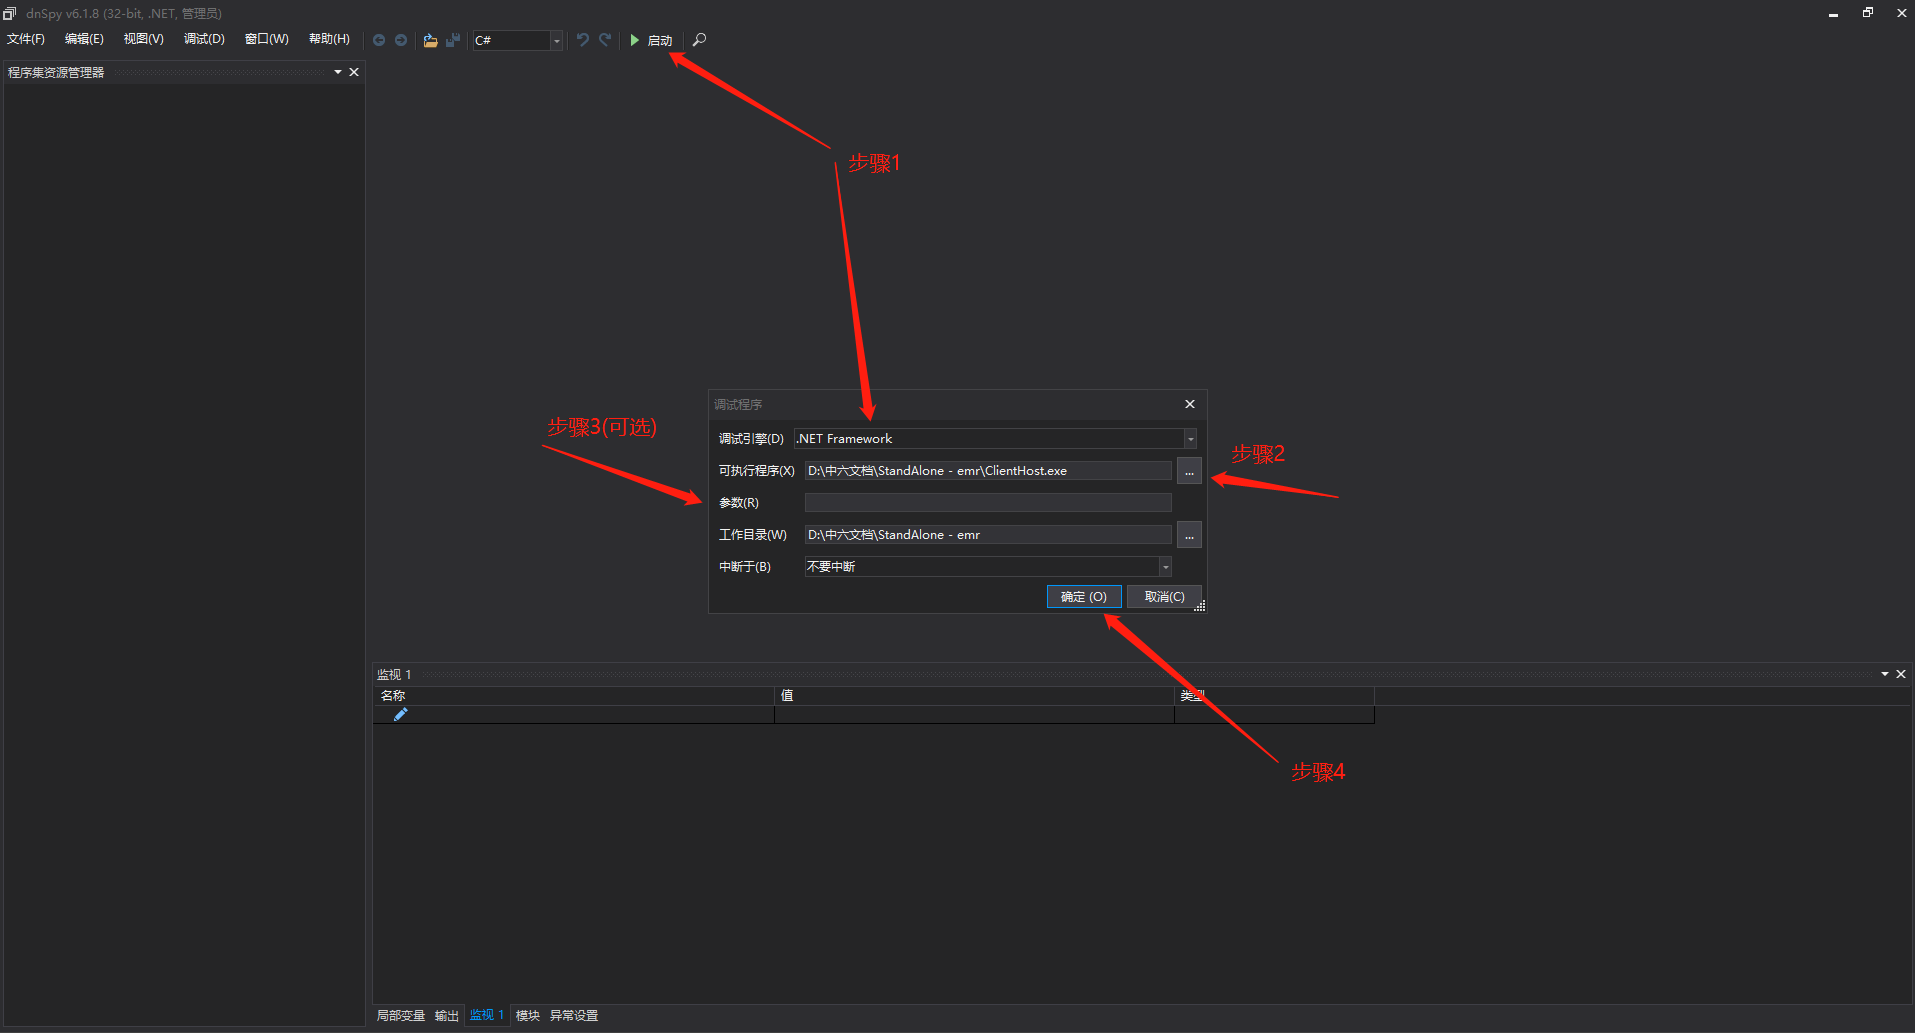 dnSpy v6.1.8 (32-bit, .NET, 管理员)
文件(F) 编辑(E) 视图(V) 调试(D) 窗口(W) 帮助(H) C# 启动
程序集资源管理器
步骤1
调试程序
步骤3(可选)
调试引擎(D) .NET Framework
步骤2
可执行程序(X) D:\中六文档\StandAlone - emr\ClientHost.exe ...
参数(R)
工作目录(W) D:\中六文档\StandAlone - emr ...
中断于(B) 不要中断
确定 (O) 取消(C)
监视 1
名称 值 类型
步骤4
局部变量 输出 监视 1 模块 异常设置